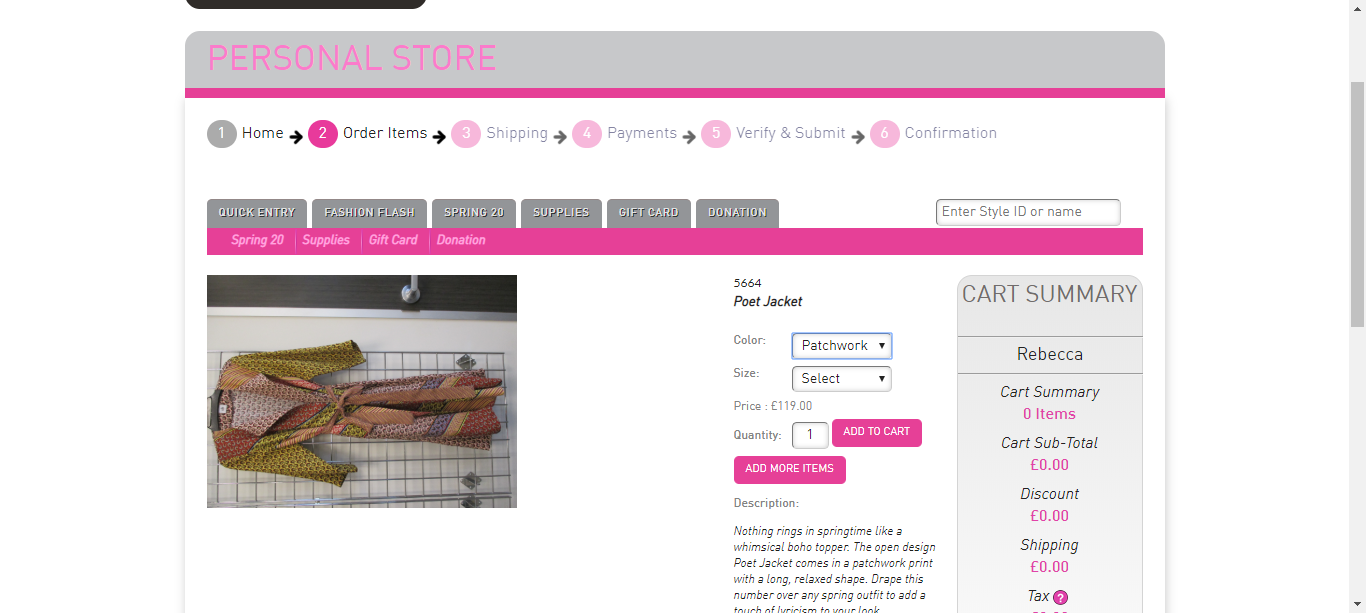 PERSONAL STORE
1 Home 2 Order Items 3 Shipping 4 Payments 5 Verify & Submit 6 Confirmation
QUICK ENTRY FASHION FLASH SPRING 20 SUPPLIES GIFT CARD DONATION Enter Style ID or name
Spring 20 Supplies Gift Card Donation
5664
Poet Jacket
Color: Patchwork
Size: Select
Price : £119.00
Quantity: 1 ADD TO CART
ADD MORE ITEMS
Description:
Nothing rings in springtime like a
whimsical boho topper. The open design
Poet Jacket comes in a patchwork print
with a long, relaxed shape. Drape this
number over any spring outfit to add a
touch of lyricism to your look.
CART SUMMARY
Rebecca
Cart Summary
0 Items
Cart Sub-Total
£0.00
Discount
£0.00
Shipping
£0.00
Tax ?